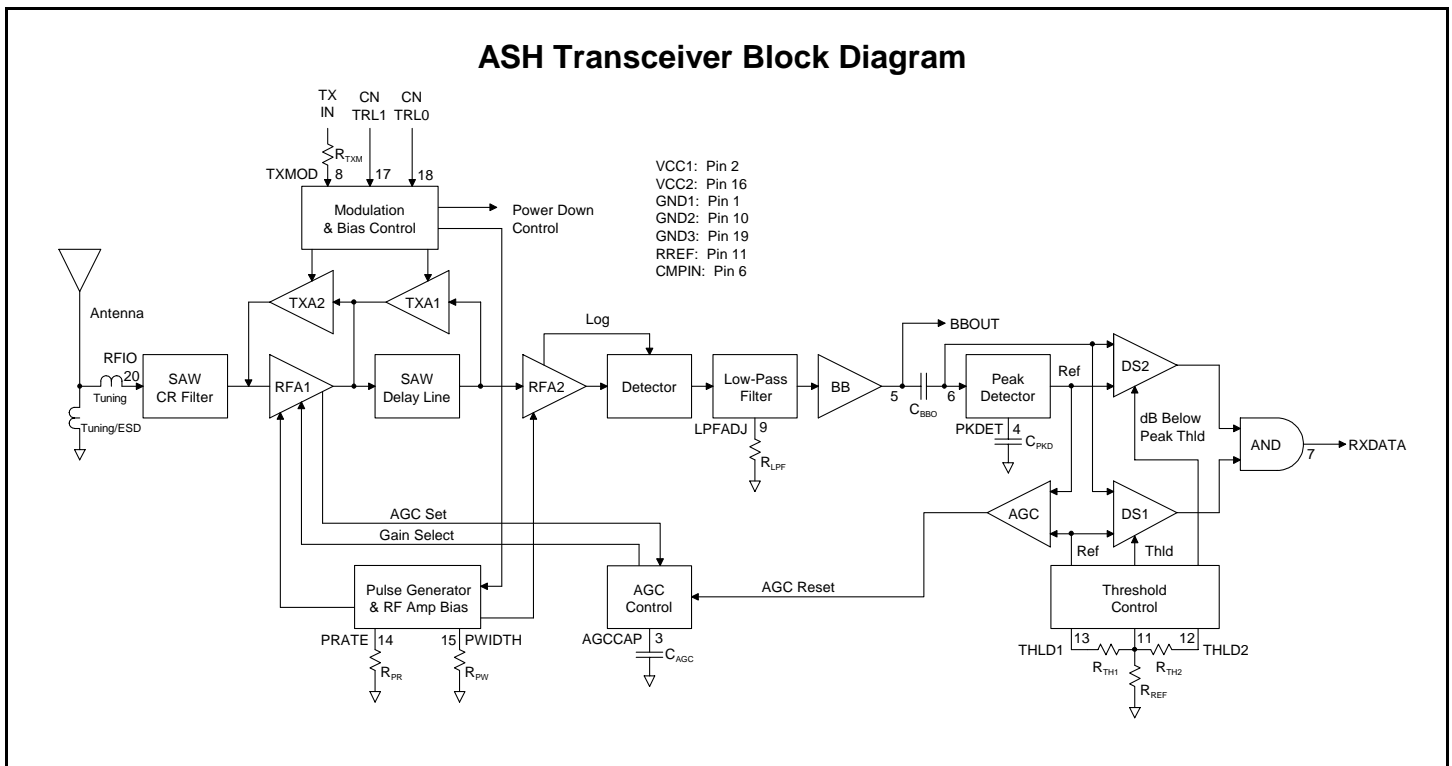 ASH Transceiver Block Diagram
TX
IN
CN
TRL1
CN
TRL0
RTXM
TXMOD
8
17
18
Modulation
& Bias Control
Power Down
Control
VCC1: Pin 2
VCC2: Pin 16
GND1: Pin 1
GND2: Pin 10
GND3: Pin 19
RREF: Pin 11
CMPIN: Pin 6
Antenna
TXA2
TXA1
Log
BBOUT
RFIO
20
Tuning
Tuning/ESD
SAW
CR Filter
RFA1
SAW
Delay Line
RFA2
Detector
Low-Pass
Filter
BB
5
CBBO
6
Peak
Detector
Ref
DS2
LPFADJ
9
RLPF
PKDET
4
CPKD
dB Below
Peak Thld
AND
7
RXDATA
AGC Set
Gain Select
AGC
DS1
Ref
Thld
Pulse Generator
& RF Amp Bias
AGC
Control
AGC Reset
Threshold
Control
PRATE
14
15
PWIDTH
RPR
RPW
AGCCAP
3
CAGC
THLD1
13
11
12
THLD2
RTH1
RTH2
RREF